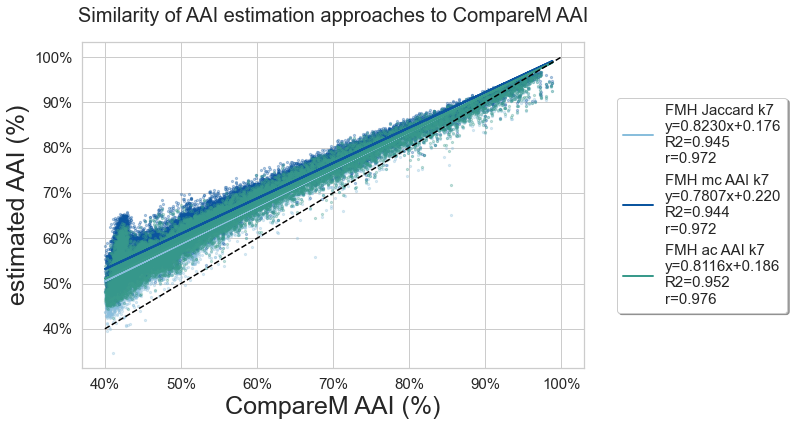 Similarity of AAI estimation approaches to CompareM AAI
100%
90%
80%
70%
60%
50%
40%
estimated AAI (%)
40%
50%
60%
70%
80%
90%
100%
CompareM AAI (%)
FMH Jaccard k7
y=0.8230x+0.176
R2=0.945
r=0.972
FMH mc AAI k7
y=0.7807x+0.220
R2=0.944
r=0.972
FMH ac AAI k7
y=0.8116x+0.186
R2=0.952
r=0.976